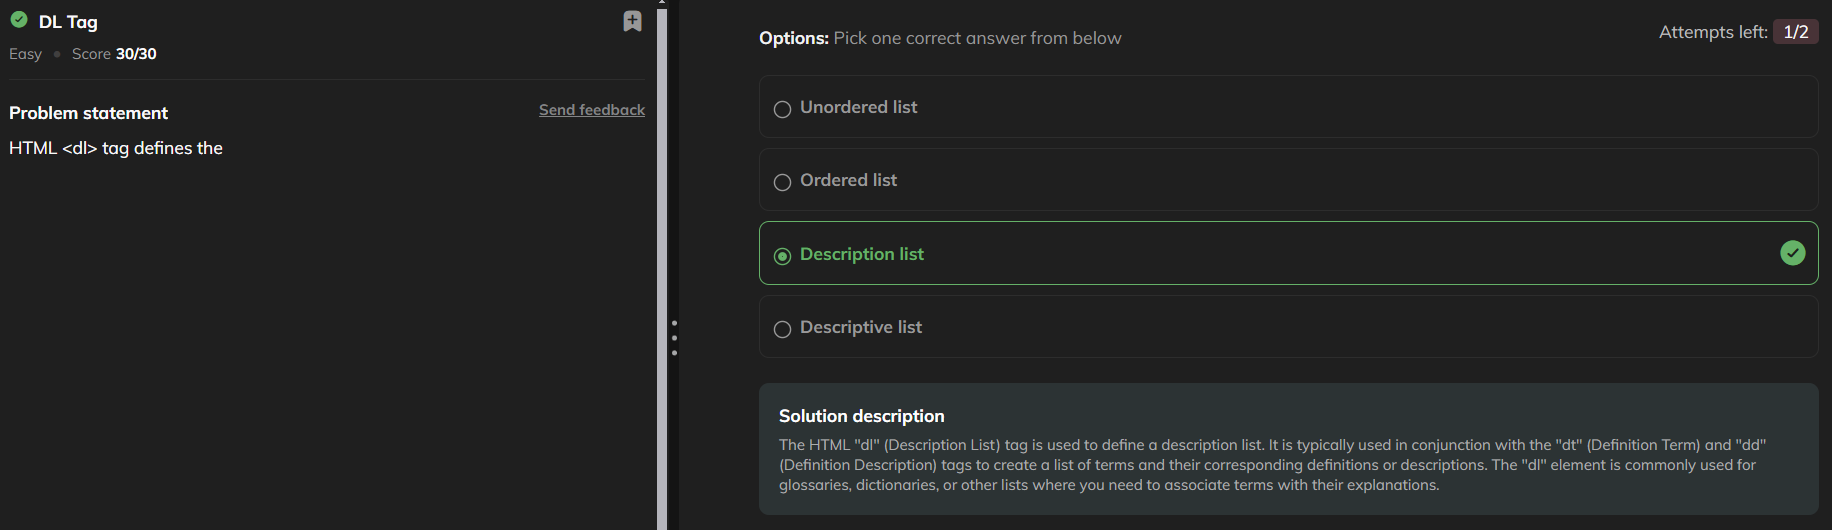 DL Tag
Easy • Score 30/30
Problem statement
Send feedback
HTML <dl> tag defines the
Options: Pick one correct answer from below
Attempts left: 1/2
Unordered list
Ordered list
Description list
Descriptive list
Solution description
The HTML "dl" (Description List) tag is used to define a description list. It is typically used in conjunction with the "dt" (Definition Term) and "dd"
(Definition Description) tags to create a list of terms and their corresponding definitions or descriptions. The "dl" element is commonly used for
glossaries, dictionaries, or other lists where you need to associate terms with their explanations.